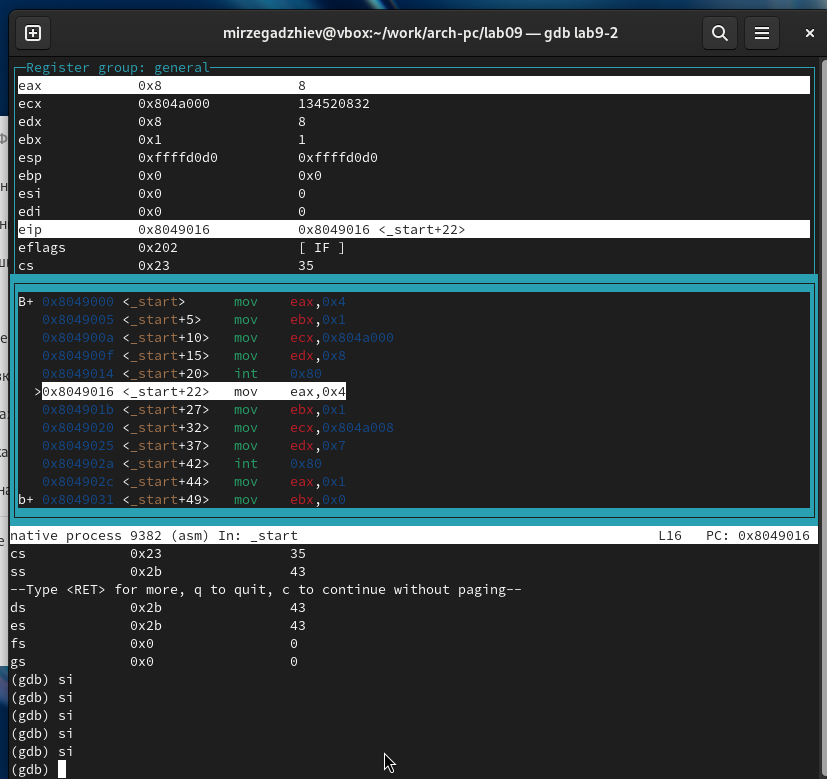 mirzegadzhiev@vbox:~/work/arch-pc/lab09 — gdb lab9-2
Register group: general
eax 0x8 8
ecx 0x804a000 134520832
edx 0x8 8
ebx 0x1 1
esp 0xffffd0d0 0xffffd0d0
ebp 0x0 0x0
esi 0x0 0
edi 0x0 0
eip 0x8049016 0x8049016 <_start+22>
eflags 0x202 [ IF ]
cs 0x23 35
B+ 0x8049000 <_start> mov eax,0x4
0x8049005 <_start+5> mov ebx,0x1
0x804900a <_start+10> mov ecx,0x804a000
0x804900f <_start+15> mov edx,0x8
0x8049014 <_start+20> int 0x80
>0x8049016 <_start+22> mov eax,0x4
0x804901b <_start+27> mov ebx,0x1
0x8049020 <_start+32> mov ecx,0x804a008
0x8049025 <_start+37> mov edx,0x7
0x804902a <_start+42> int 0x80
0x804902c <_start+44> mov eax,0x1
b+ 0x8049031 <_start+49> mov ebx,0x0
native process 9382 (asm) In: _start L16 PC: 0x8049016
cs 0x23 35
ss 0x2b 43
--Type <RET> for more, q to quit, c to continue without paging--
ds 0x2b 43
es 0x2b 43
fs 0x0 0
gs 0x0 0
(gdb) si
(gdb) si
(gdb) si
(gdb) si
(gdb) si
(gdb)